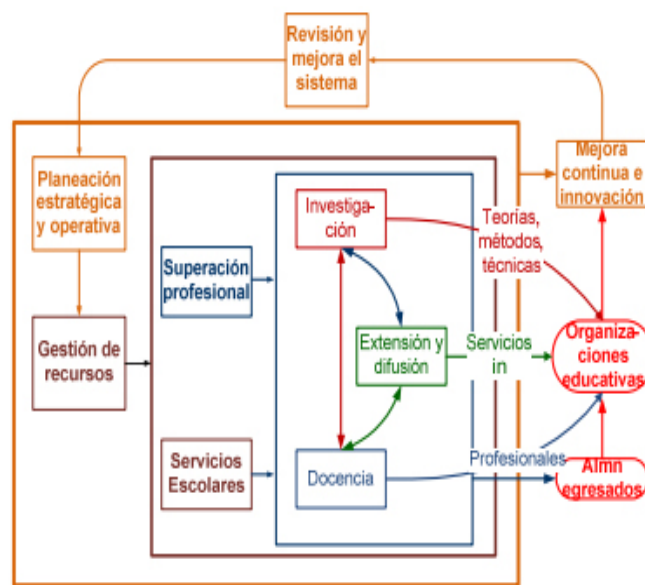 Revisión y
mejora el
sistema
Planeación
estratégica
y operativa
Mejora
continua e
innovación
Investiga-
ción
Teorías,
métodos,
técnicas
Superación
profesional
Gestión de
recursos
Extensión y
difusión
Servicios
in
Organiza-
ciones
educativas
Servicios
Escolares
Docencia
Profesionales
Almn
egresados